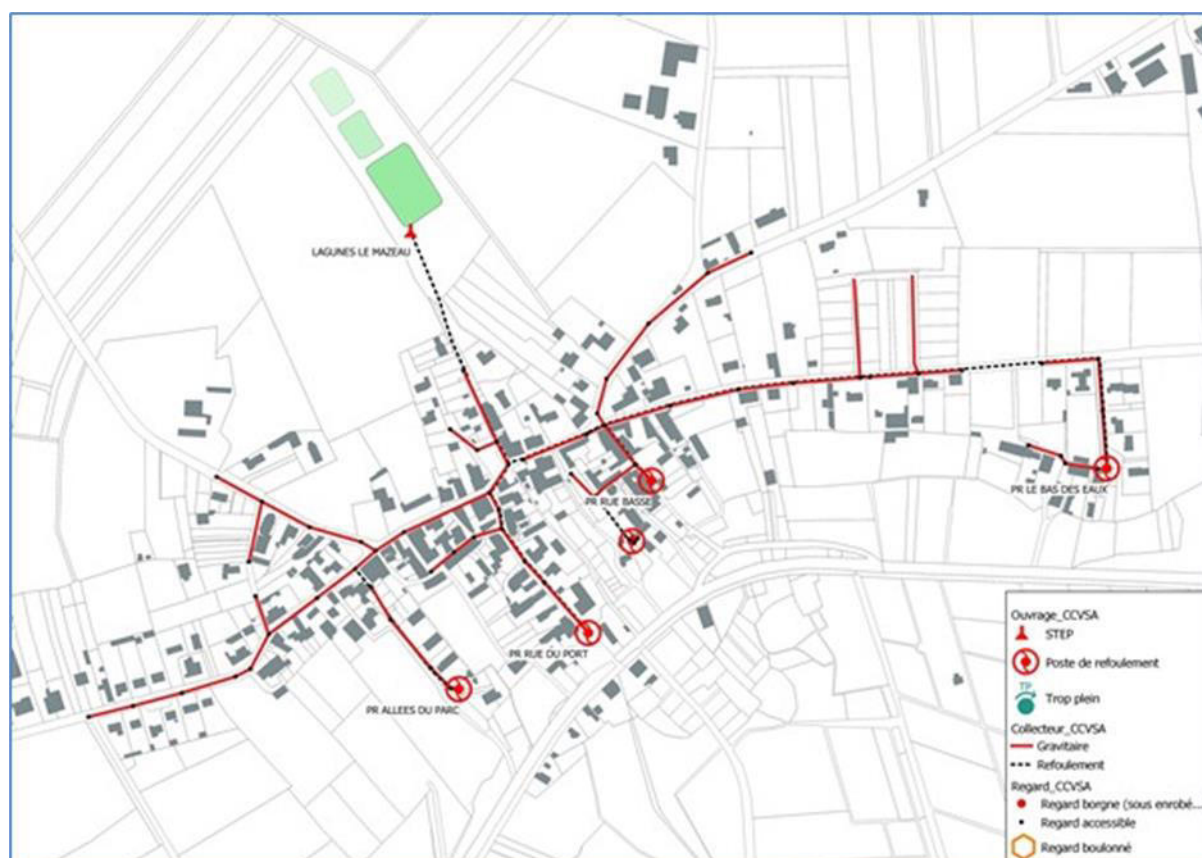 LAGUNES LE MAZEAU
PR LE BAS DES EAUX
PR RUE BASSE
PR RUE DU PORT
PR ALLEES DU PARC
Ouvrage_CCVSA
STEP
Poste de refoulement
TP
Trop plein
Collecteur_CCVSA
Gravitaire
Refoulement
Regard_CCVSA
Regard borgne (sous enrobé...
Regard accessible
Regard boulonné